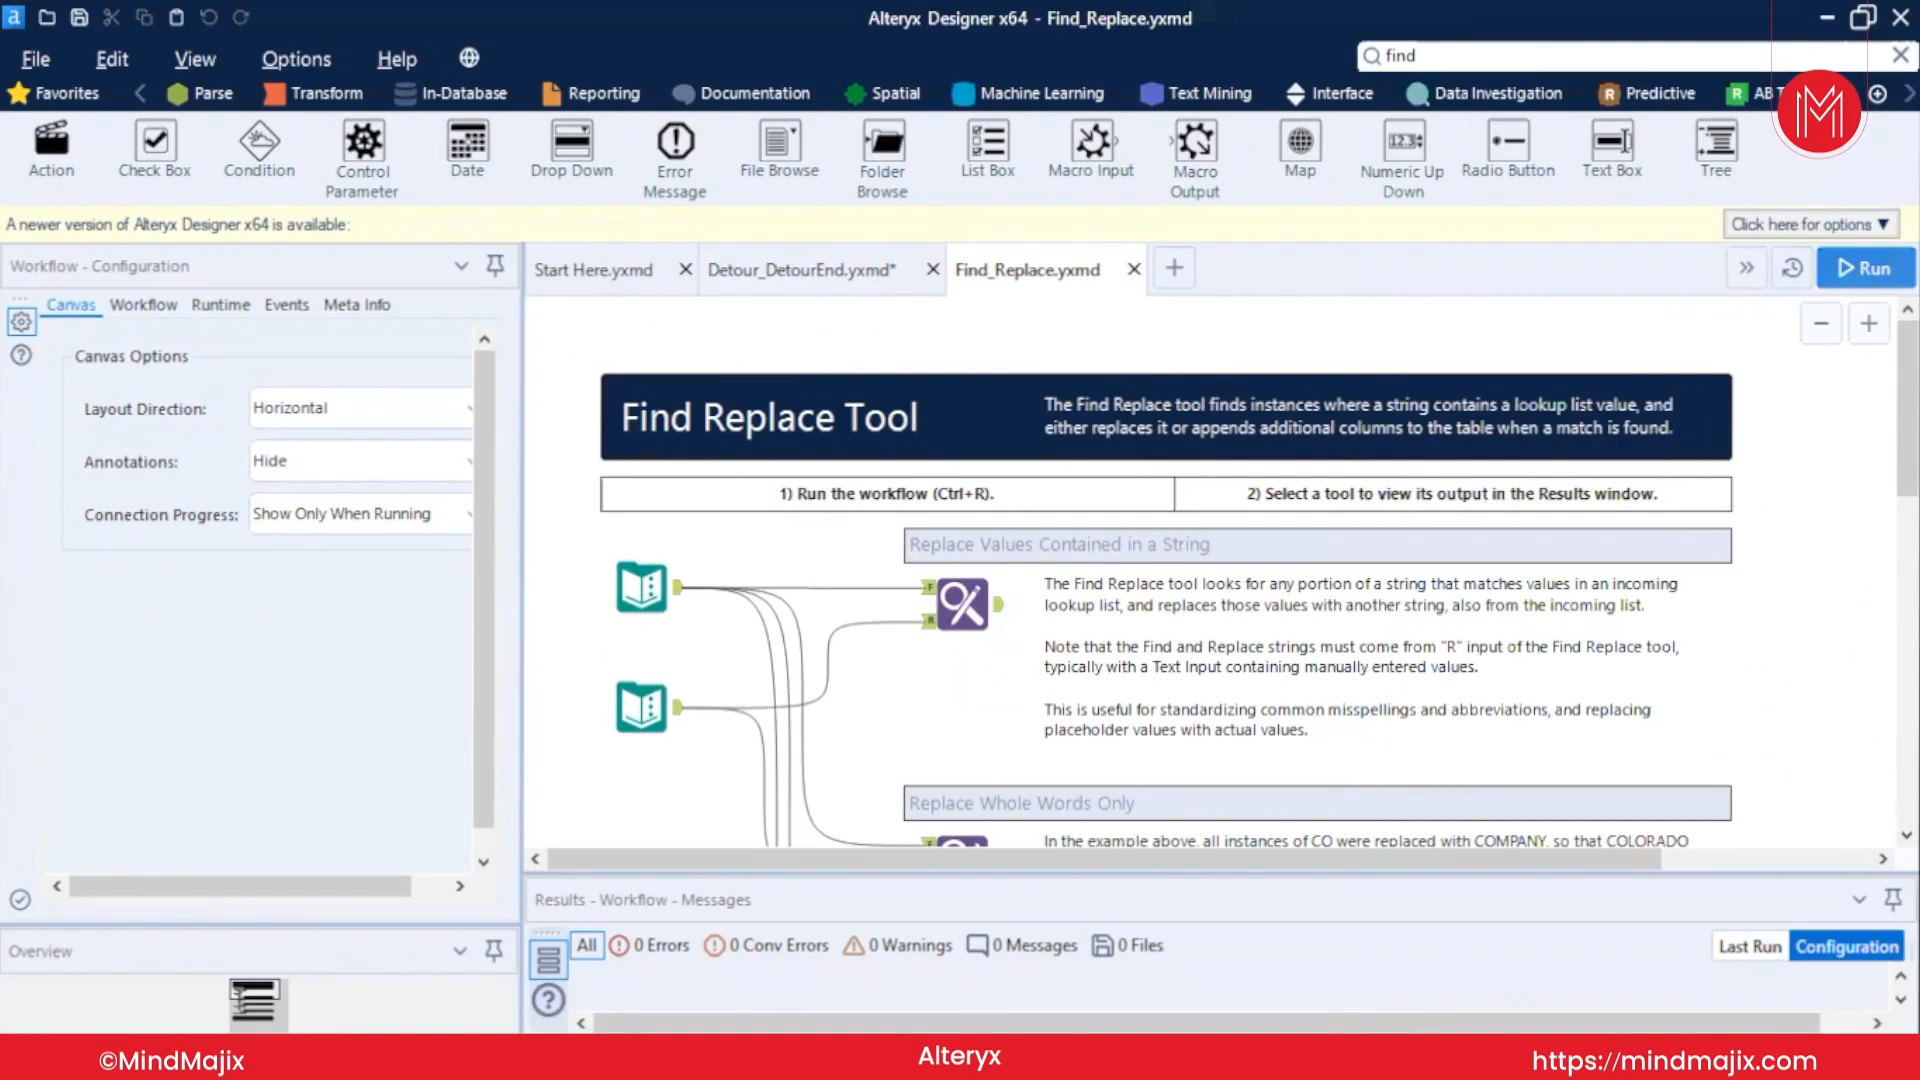 Alteryx Designer x64 - Find_Replace.yxmd
File Edit View Options Help
find
Favorites Parse Transform In-Database Reporting Documentation Spatial Machine Learning Text Mining Interface Data Investigation Predictive AB
Action Check Box Condition Control Parameter Date Drop Down Error Message File Browse Folder Browse List Box Macro Input Macro Output Map Numeric Up Down Radio Button Text Box Tree
A newer version of Alteryx Designer x64 is available:
Click here for options
Workflow - Configuration
Start Here.yxmd Detour_DetourEnd.yxmd* Find_Replace.yxmd
Run
Canvas Workflow Runtime Events Meta Info
Canvas Options
Layout Direction: Horizontal
Annotations: Hide
Connection Progress: Show Only When Running
Find Replace Tool
The Find Replace tool finds instances where a string contains a lookup list value, and
either replaces it or appends additional columns to the table when a match is found.
1) Run the workflow (Ctrl+R).
2) Select a tool to view its output in the Results window.
Replace Values Contained in a String
F
R
The Find Replace tool looks for any portion of a string that matches values in an incoming
lookup list, and replaces those values with another string, also from the incoming list.
Note that the Find and Replace strings must come from "R" input of the Find Replace tool,
typically with a Text Input containing manually entered values.
This is useful for standardizing common misspellings and abbreviations, and replacing
placeholder values with actual values.
Replace Whole Words Only
In the example above, all instances of CO were replaced with COMPANY, so that COLORADO
Results - Workflow - Messages
All 0 Errors 0 Conv Errors 0 Warnings 0 Messages 0 Files
Last Run Configuration
Overview
©MindMajix
Alteryx
https://mindmajix.com